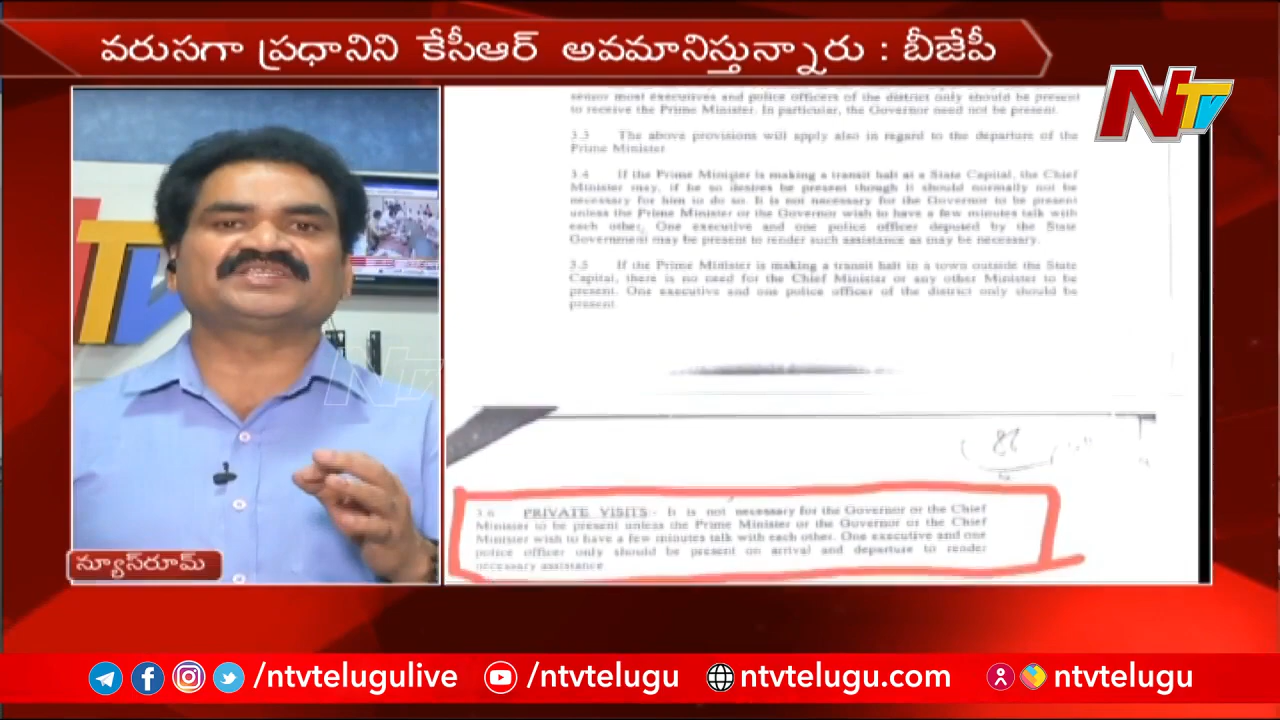 వరుసగా ప్రధానిని కేసీఆర్ అవమానిస్తున్నారు : బీజేపీ
NTV
senior most executives and police officers of the district only should be present
to receive the Prime Minister. In particular, the Governor need not be present.
3.3 The above provisions will apply also in regard to the departure of the
Prime Minister
3.4 If the Prime Minister is making a transit halt at a State Capital, the Chief
Minister may, if he so desires be present though it should normally not be
necessary for him to do so. It is not necessary for the Governor to be present
unless the Prime Minister or the Governor wish to have a few minutes talk with
each other. One executive and one police officer deputed by the State
Government may be present to render such assistance as may be necessary.
3.5 If the Prime Minister is making a transit halt in a town outside the State
Capital, there is no need for the Chief Minister or any other Minister to be
present. One executive and one police officer of the district only should be
present
3.6 PRIVATE VISITS:- It is not necessary for the Governor or the Chief
Minister to be present unless the Prime Minister or the Governor or the Chief
Minister wish to have a few minutes talk with each other. One executive and one
police officer only should be present on arrival and departure to render
necessary assistance
NTV
NTV
న్యూస్‌రూమ్
/ntvtelugulive /ntvtelugu ntvtelugu.com ntvtelugu